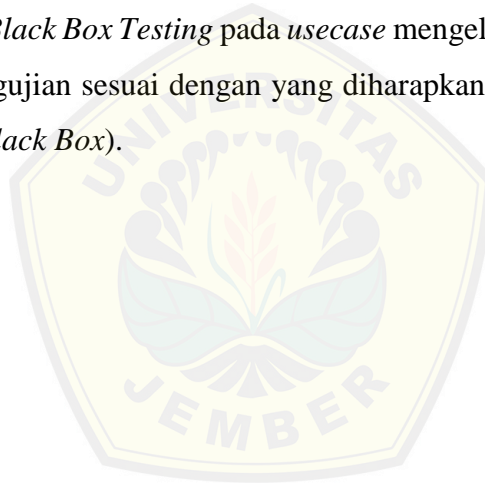 Black Box Testing pada usecase mengel
gujian sesuai dengan yang diharapkan
lack Box).
UNIVERSITAS
JEMBER